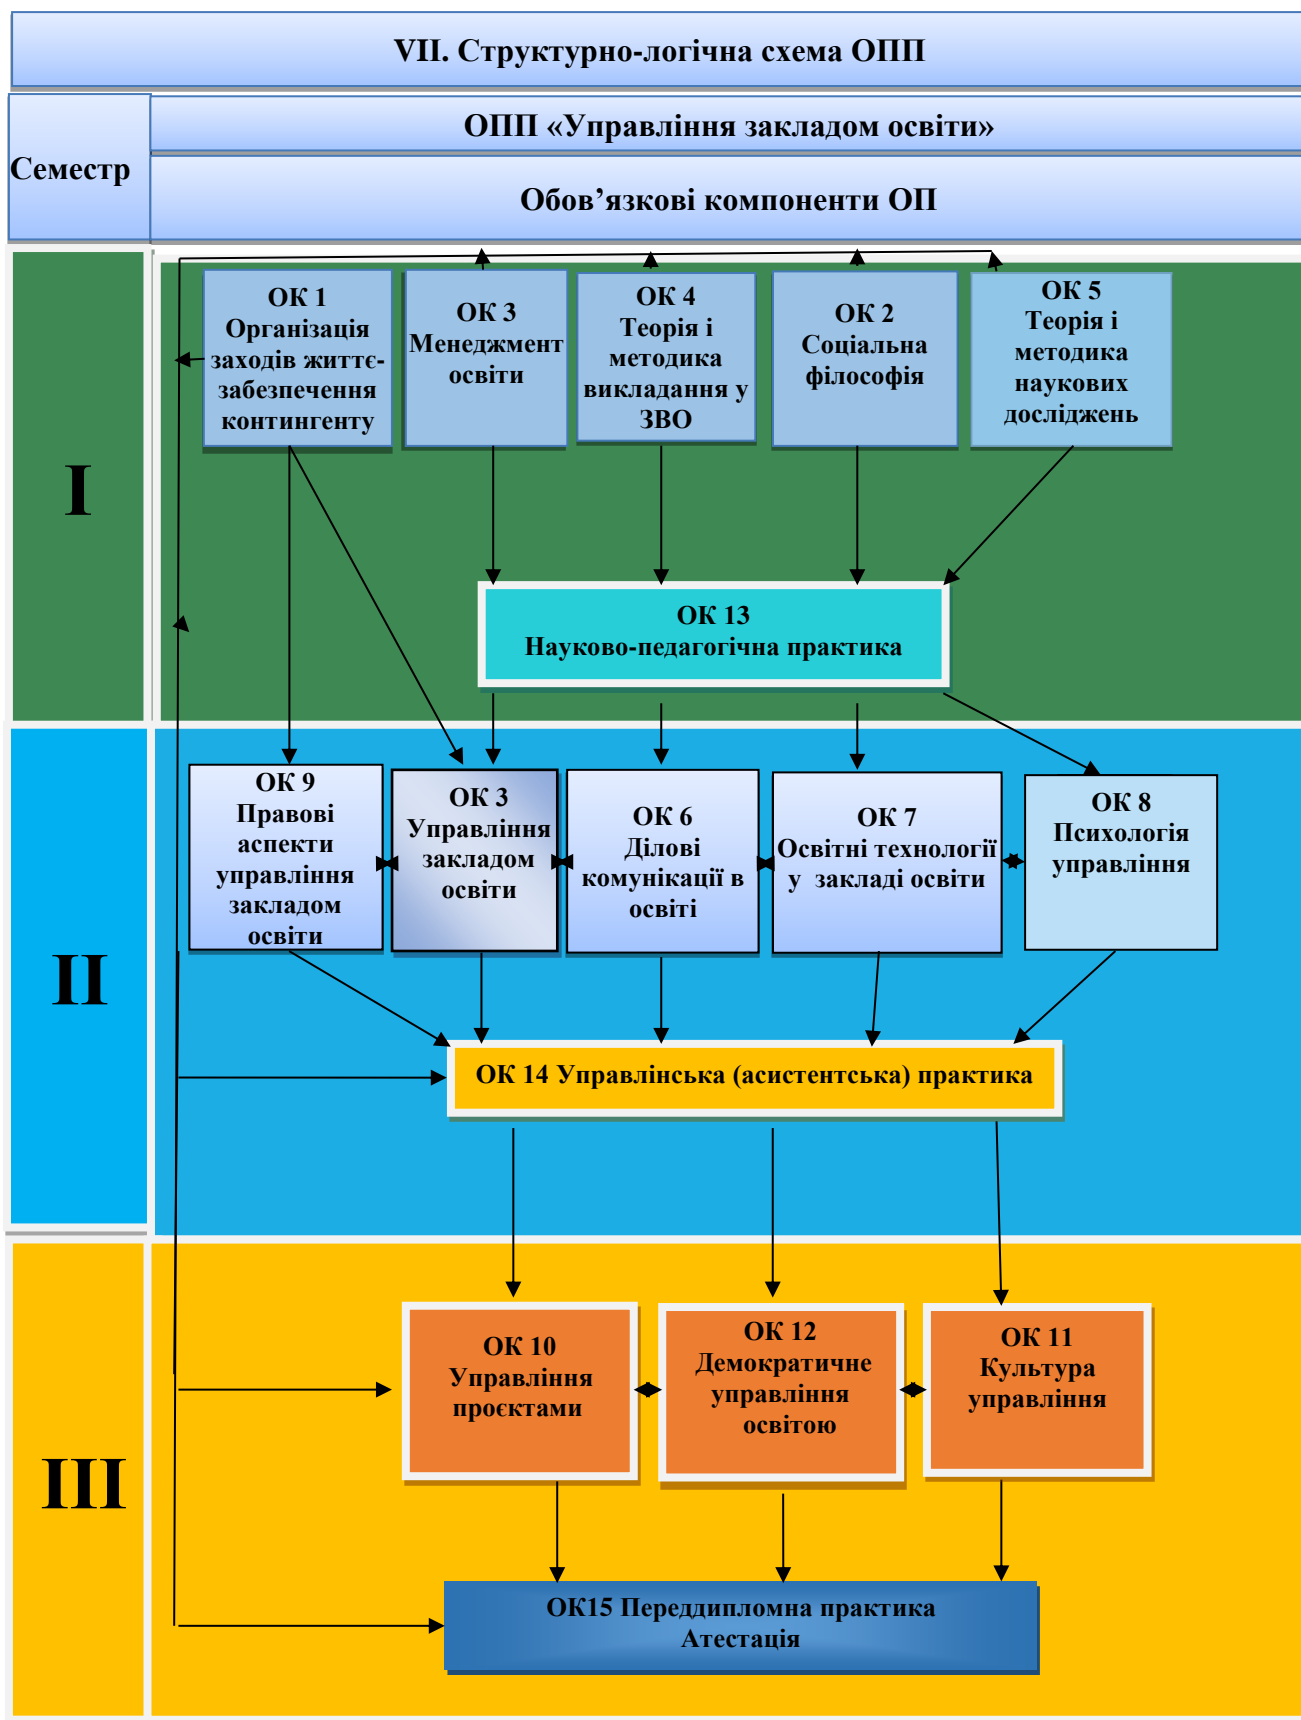 VII. Структурно-логічна схема ОПП
Семестр
ОПП «Управління закладом освіти»
Обов’язкові компоненти ОП
I
ОК 1
Організація
заходів життє-
забезпечення
контингенту
ОК 3
Менеджмент
освіти
ОК 4
Теорія і
методика
викладання у
ЗВО
ОК 2
Соціальна
філософія
ОК 5
Теорія і
методика
наукових
досліджень
ОК 13
Науково-педагогічна практика
II
ОК 9
Правові
аспекти
управління
закладом
освіти
ОК 3
Управління
закладом
освіти
ОК 6
Ділові
комунікації в
освіті
ОК 7
Освітні технології
у закладі освіти
ОК 8
Психологія
управління
ОК 14 Управлінська (асистентська) практика
III
ОК 10
Управління
проєктами
ОК 12
Демократичне
управління
освітою
ОК 11
Культура
управління
ОК15 Переддипломна практика
Атестація